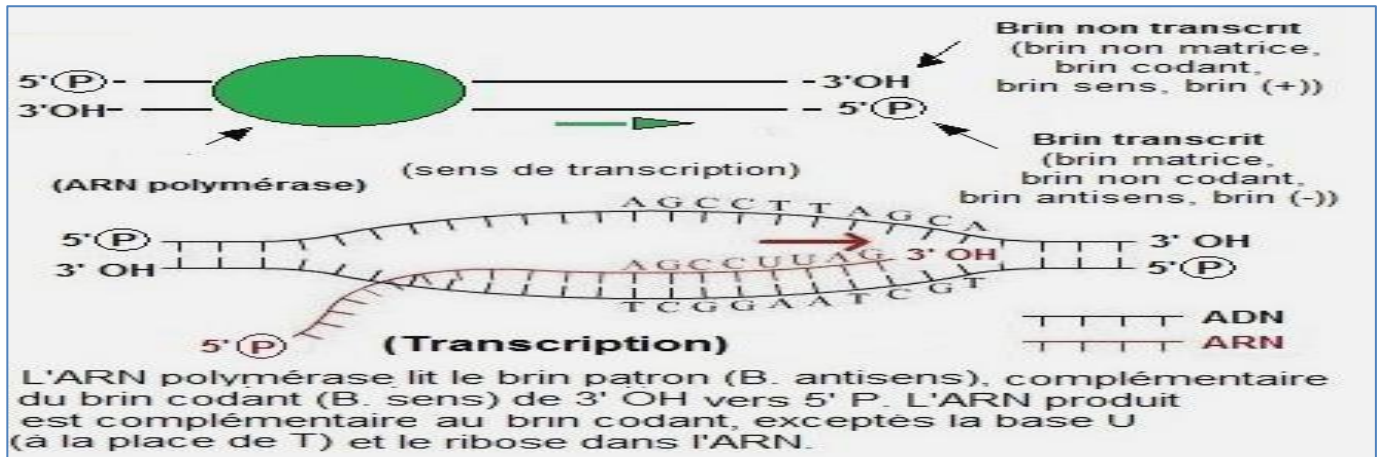 Brin non transcrit
(brin non matrice,
brin codant,
brin sens, brin (+))
5' P
3'OH
3'OH
5' P
Brin transcrit
(brin matrice,
brin non codant,
brin antisens, brin (-))
(ARN polymérase)
(sens de transcription)
AGCCTTAGCA
5' P
3' OH
3' OH
5' P
AGCCUUAG 3' OH
TCGGAATCGT
5' P
(Transcription)
ADN
ARN
L'ARN polymérase lit le brin patron (B. antisens), complémentaire
du brin codant (B. sens) de 3' OH vers 5' P. L'ARN produit
est complémentaire au brin codant, exceptés la base U
(à la place de T) et le ribose dans l'ARN.